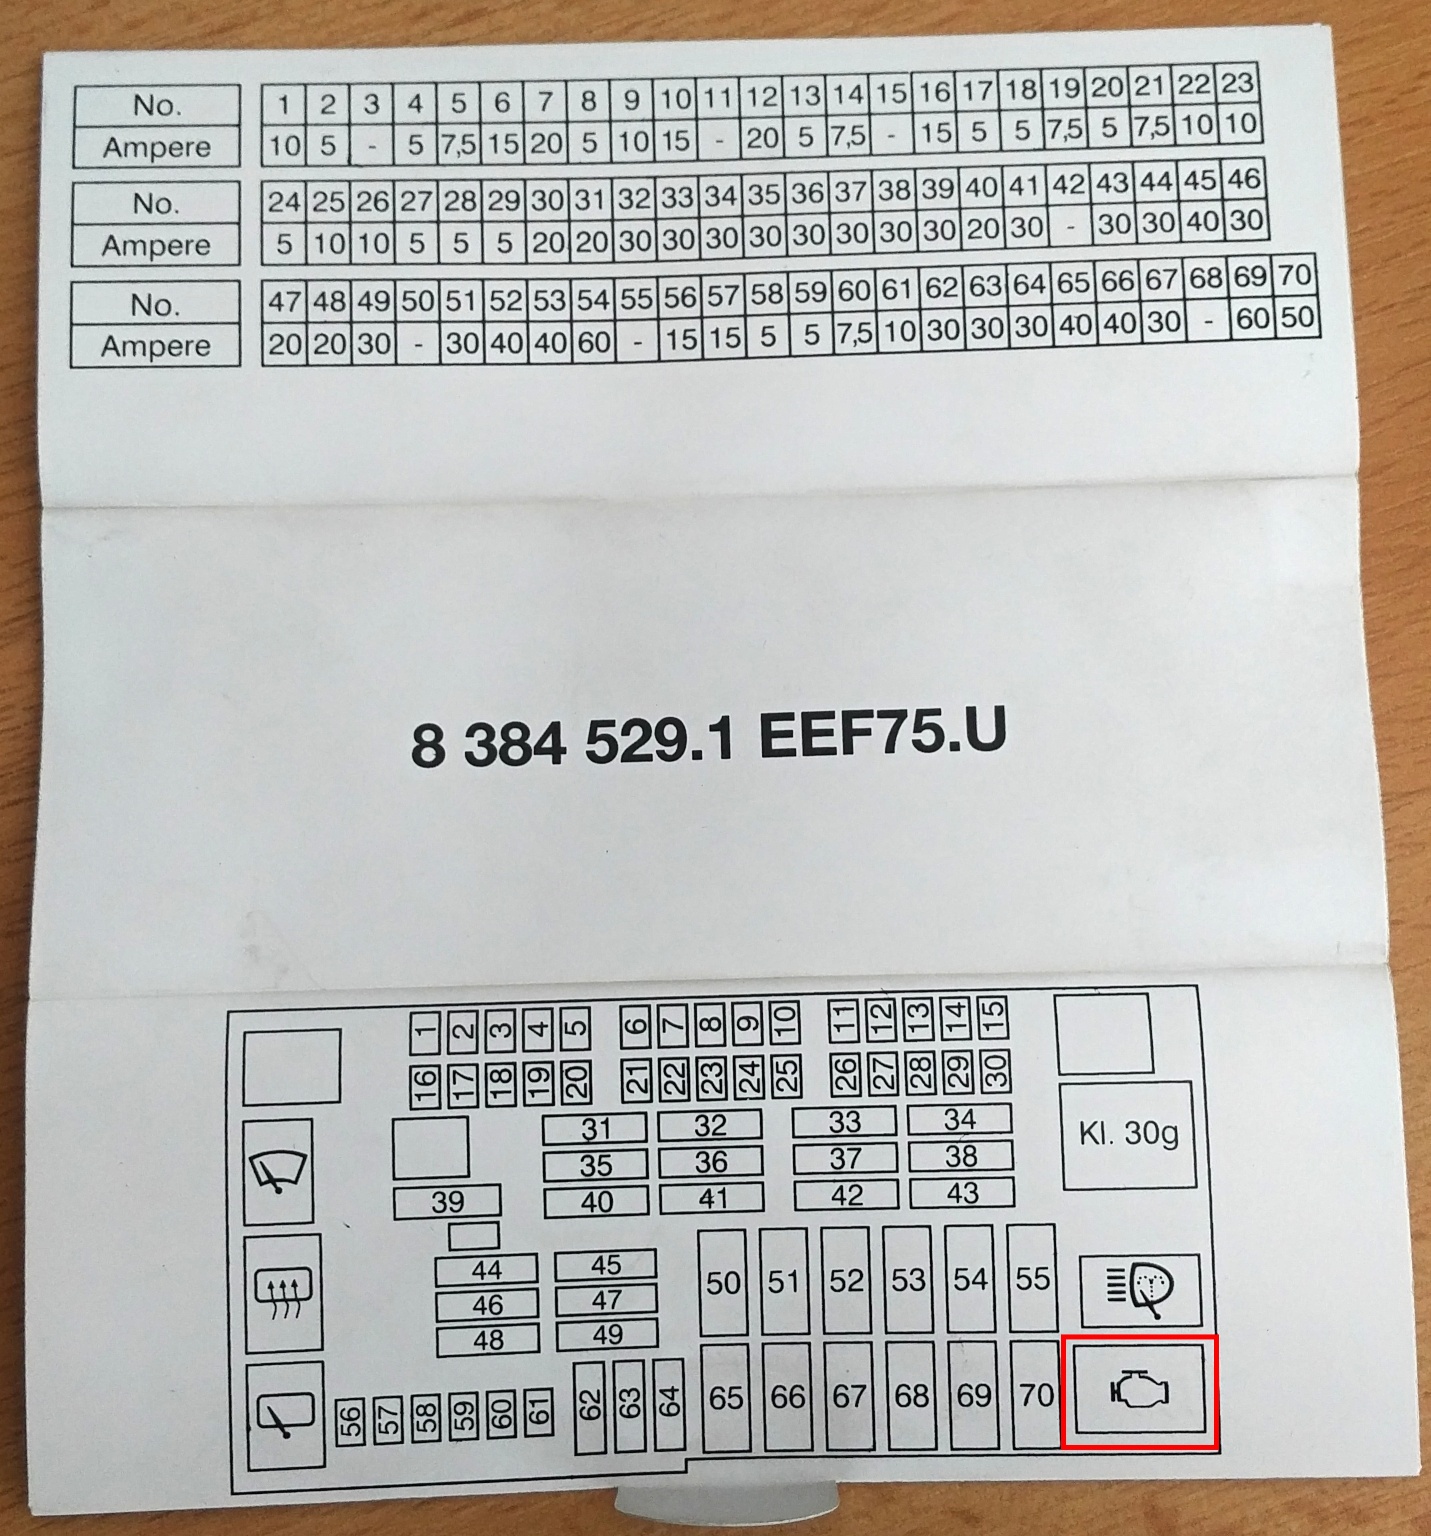 No. 1 2 3 4 5 6 7 8 9 10 11 12 13 14 15 16 17 18 19 20 21 22 23
Ampere 10 5 - 5 7,5 15 20 5 10 15 - 20 5 7,5 - 15 5 5 7,5 5 7,5 10 10
No. 24 25 26 27 28 29 30 31 32 33 34 35 36 37 38 39 40 41 42 43 44 45 46
Ampere 5 10 10 5 5 5 20 20 30 30 30 30 30 30 30 30 20 30 - 30 30 40 30
No. 47 48 49 50 51 52 53 54 55 56 57 58 59 60 61 62 63 64 65 66 67 68 69 70
Ampere 20 20 30 - 30 40 40 60 - 15 15 5 5 7,5 10 30 30 30 40 40 30 - 60 50
8 384 529.1 EEF75.U
1 2 3 4 5 6 7 8 9 10 11 12 13 14 15
16 17 18 19 20 21 22 23 24 25 26 27 28 29 30
31 32 33 34
Kl. 30g
35 36 37 38
39 40 41 42 43
44 45
46 47
48 49
50 51 52 53 54 55
56 57 58 59 60 61 62 63 64 65 66 67 68 69 70